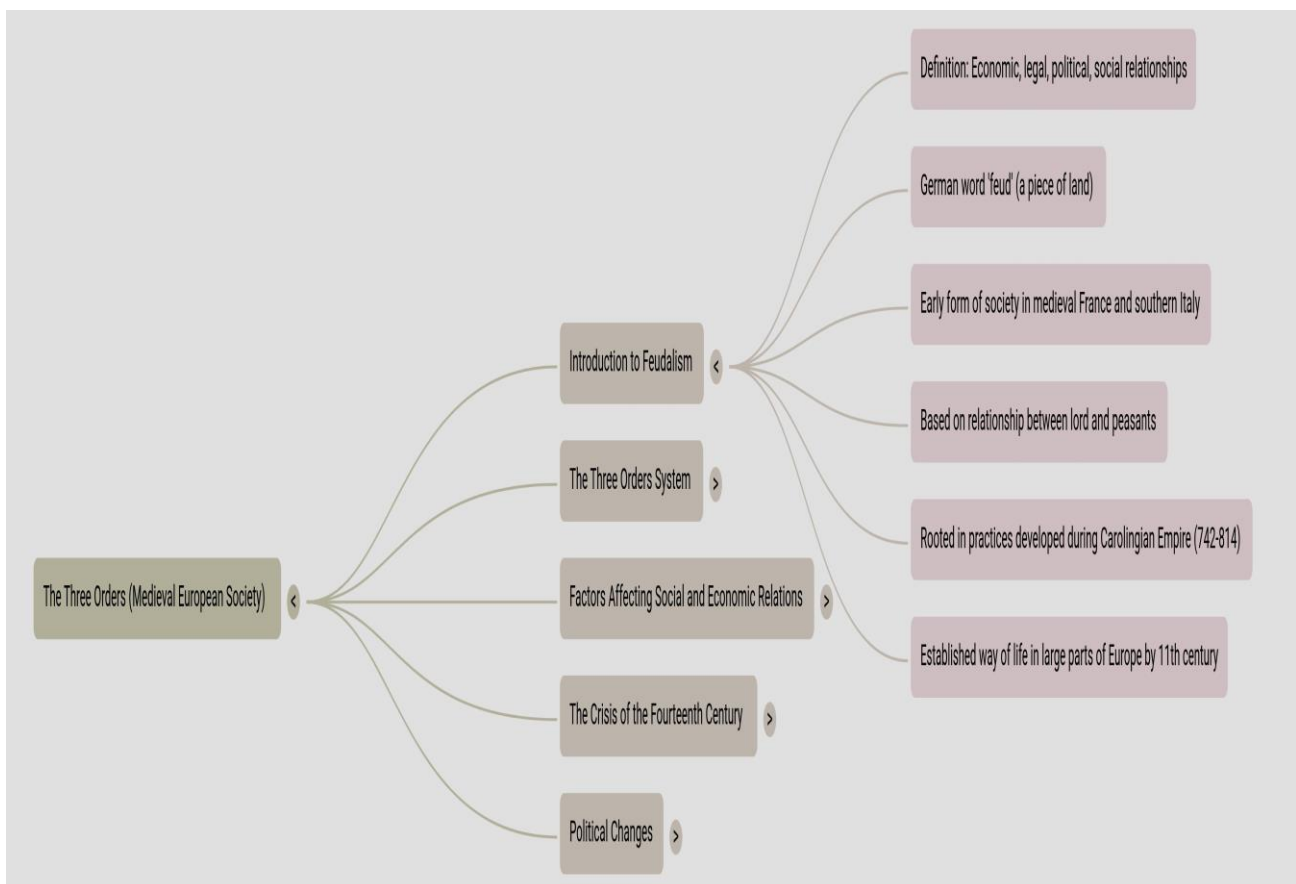 The Three Orders (Medieval European Society)
<
Introduction to Feudalism
<
Definition: Economic, legal, political, social relationships
German word 'feud' (a piece of land)
Early form of society in medieval France and southern Italy
Based on relationship between lord and peasants
Rooted in practices developed during Carolingian Empire (742-814)
Established way of life in large parts of Europe by 11th century
The Three Orders System
>
Factors Affecting Social and Economic Relations
>
The Crisis of the Fourteenth Century
>
Political Changes
>